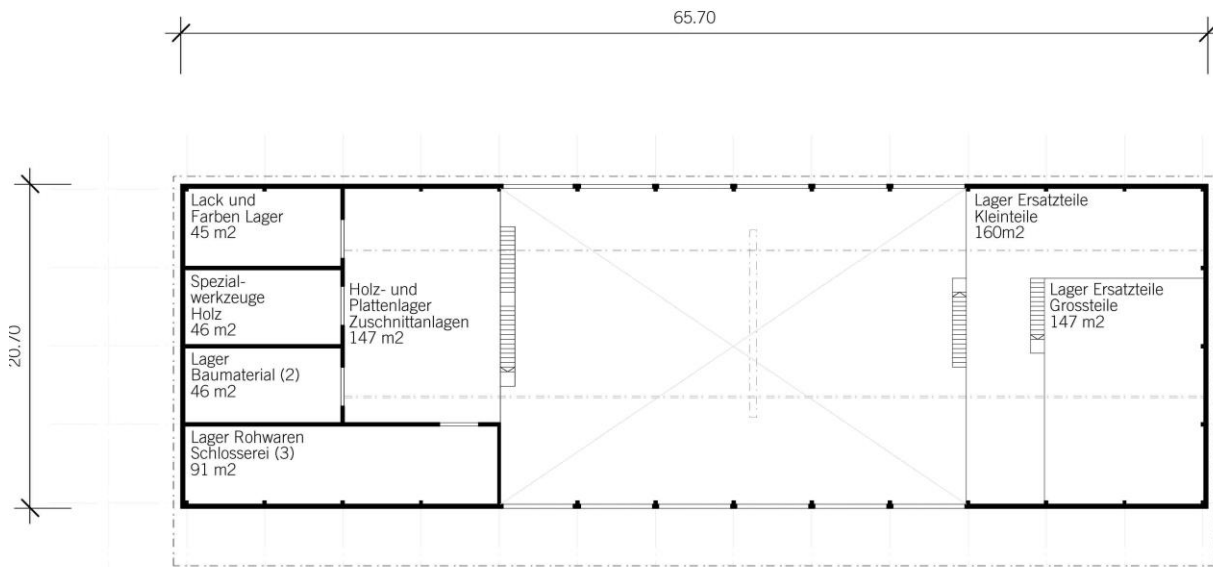 65.70
20.70
Lack und
Farben Lager
45 m2
Spezial-
werkzeuge
Holz
46 m2
Lager
Baumaterial (2)
46 m2
Lager Rohwaren
Schlosserei (3)
91 m2
Holz- und
Plattenlager
Zuschnittanlagen
147 m2
Lager Ersatzteile
Kleinteile
160m2
Lager Ersatzteile
Grossteile
147 m2